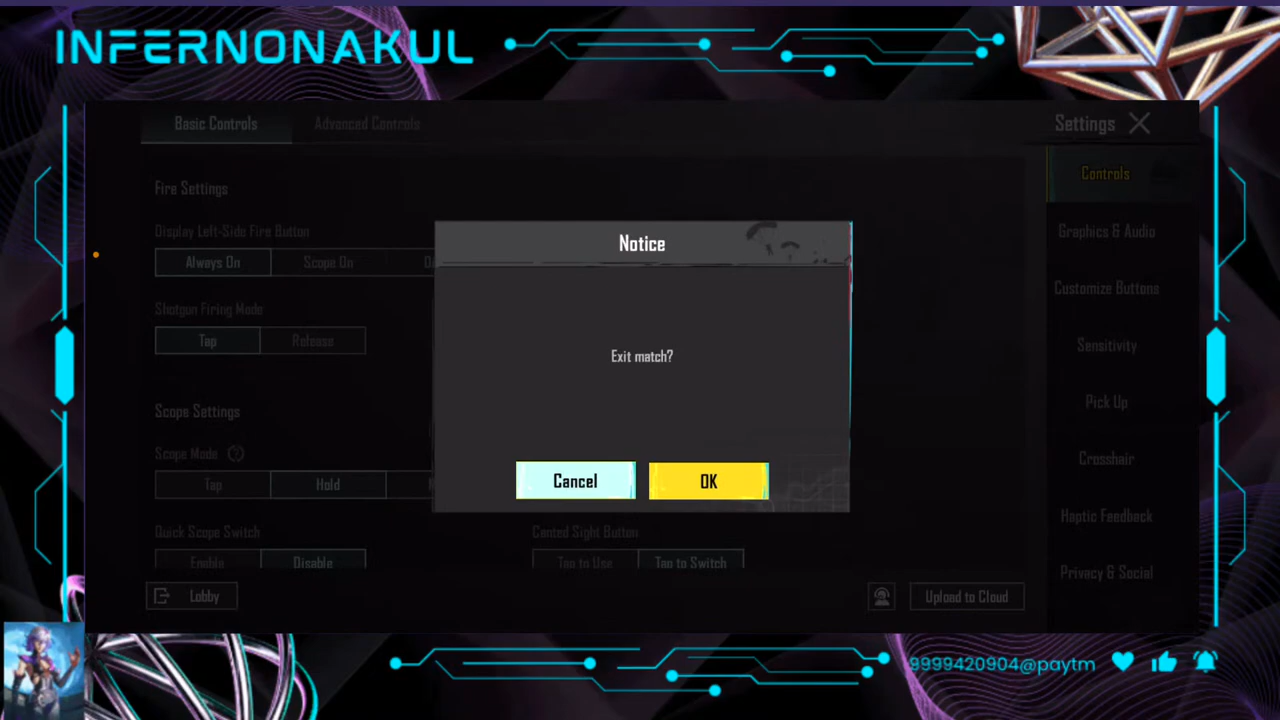 INFERNONAKUL
Basic Controls
Advanced Controls
Settings
Fire Settings
Display Left-Side Fire Button
Always On
Scope On
Shotgun Firing Mode
Tap
Release
Scope Settings
Scope Mode
Tap
Hold
Quick Scope Switch
Enable
Disable
Canted Sight Button
Tap to Use
Tap to Switch
Lobby
Upload to Cloud
Notice
Exit match?
Cancel
OK
Controls
Graphics & Audio
Customize Buttons
Sensitivity
Pick Up
Crosshair
Haptic Feedback
Privacy & Social
9999420904@paytm